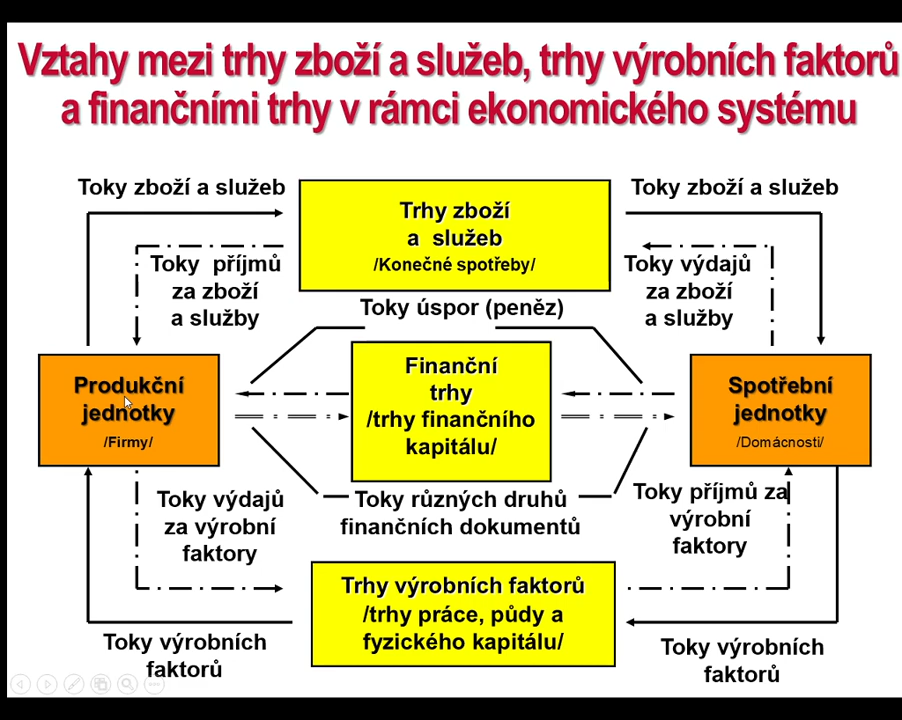 Vztahy mezi trhy zboží a služeb, trhy výrobních faktorů
a finančními trhy v rámci ekonomického systému
Toky zboží a služeb
Trhy zboží
a služeb
/Konečné spotřeby/
Toky zboží a služeb
Toky příjmů
za zboží
a služby
Toky výdajů
za zboží
a služby
Toky úspor (peněz)
Produkční
jednotky
/Firmy/
Finanční
trhy
/trhy finančního
kapitálu/
Spotřební
jednotky
/Domácnosti/
Toky výdajů
za výrobní
faktory
Toky různých druhů
finančních dokumentů
Toky příjmů za
výrobní
faktory
Trhy výrobních faktorů
/trhy práce, půdy a
fyzického kapitálu/
Toky výrobních
faktorů
Toky výrobních
faktorů